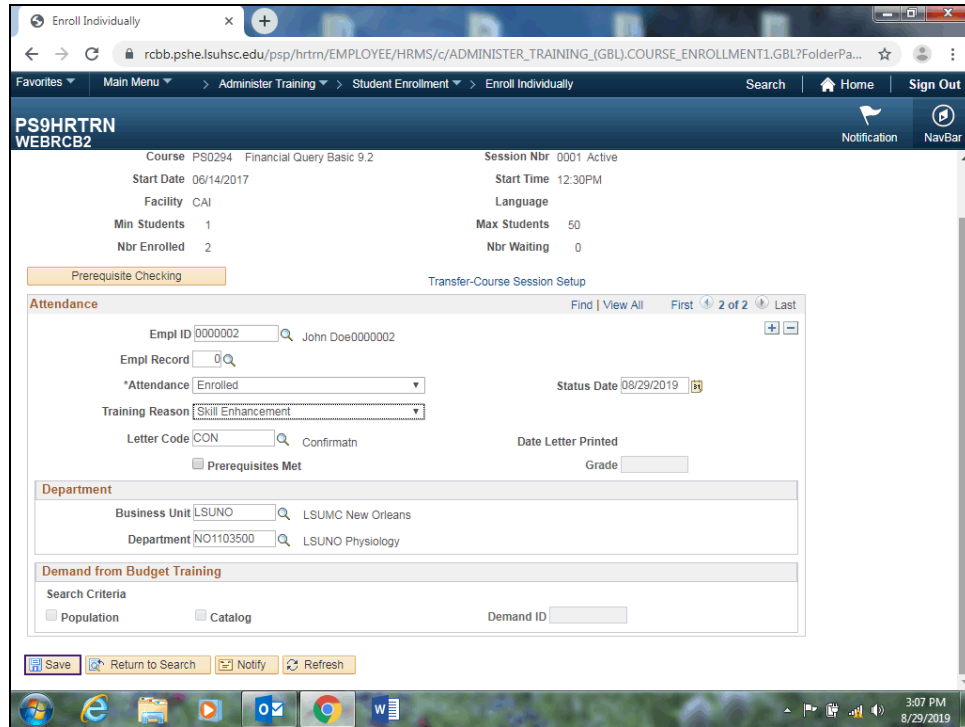 Enroll Individually
rcbb.pshe.lsuhsc.edu/psp/hrtrn/EMPLOYEE/HRMS/c/ADMINISTER_TRAINING_(GBL).COURSE_ENROLLMENT1.GBL?FolderPa...
Favorites Main Menu > Administer Training > Student Enrollment > Enroll Individually Search Home Sign Out
PS9HRTRN
WEBRCB2
Notification NavBar
Course PS0294 Financial Query Basic 9.2 Session Nbr 0001 Active
Start Date 06/14/2017 Start Time 12:30PM
Facility CAI Language
Min Students 1 Max Students 50
Nbr Enrolled 2 Nbr Waiting 0
Prerequisite Checking Transfer-Course Session Setup
Attendance Find | View All First 2 of 2 Last
Empl ID 0000002 John Doe0000002
Empl Record 0
*Attendance Enrolled Status Date 08/29/2019
Training Reason Skill Enhancement
Letter Code CON Confirmatn Date Letter Printed
Prerequisites Met Grade
Department
Business Unit LSUNO LSUMC New Orleans
Department NO1103500 LSUNO Physiology
Demand from Budget Training
Search Criteria
Population Catalog Demand ID
Save Return to Search Notify Refresh
3:07 PM
8/29/2019